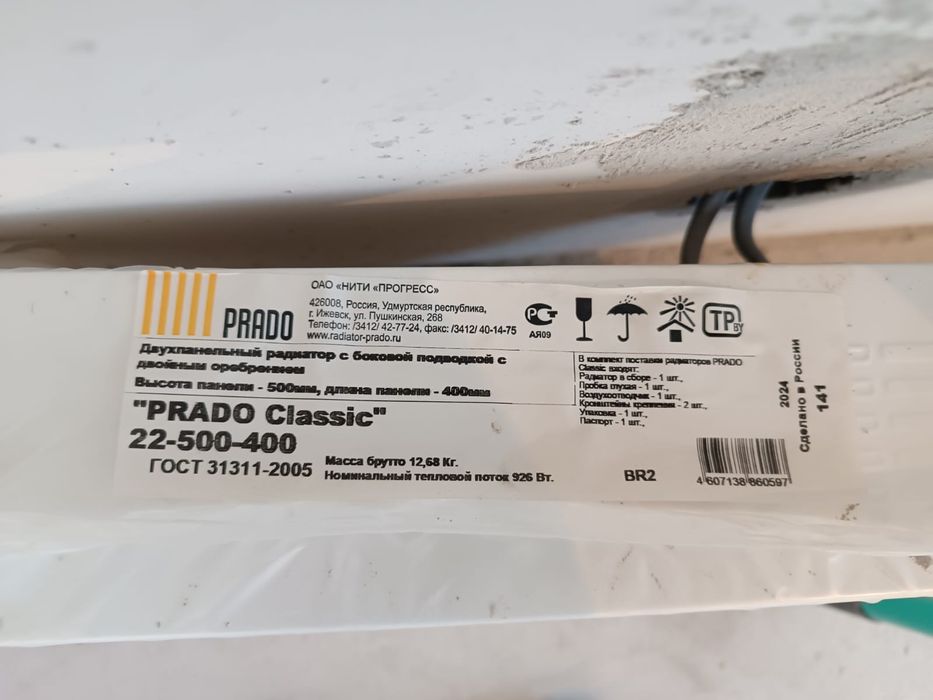 ОАО «НИТИ «ПРОГРЕСС»
PRADO
426008, Россия, Удмуртская республика,
г. Ижевск, ул. Пушкинская, 268
Телефон: /3412/ 42-77-24, факс: /3412/ 40-14-75
www.radiator-prado.ru
РСТ
АЯ09
ТР
BY
Двухпанельный радиатор с боковой подводкой с
двойным оребрением
Высота панели - 500мм, длина панели - 400мм
"PRADO Classic"
22-500-400
ГОСТ 31311-2005
Масса брутто 12,68 Кг.
Номинальный тепловой поток 926 Вт.
В комплект поставки радиаторов PRADO
Classic входят:
Радиатор в сборе - 1 шт.,
Пробка глухая - 1 шт.,
Воздухоотводчик - 1 шт.,
Кронштейны крепления - 2 шт.,
Упаковка - 1 шт.,
Паспорт - 1 шт.,
BR2
4 607138 860597
2024
Сделано в России
141